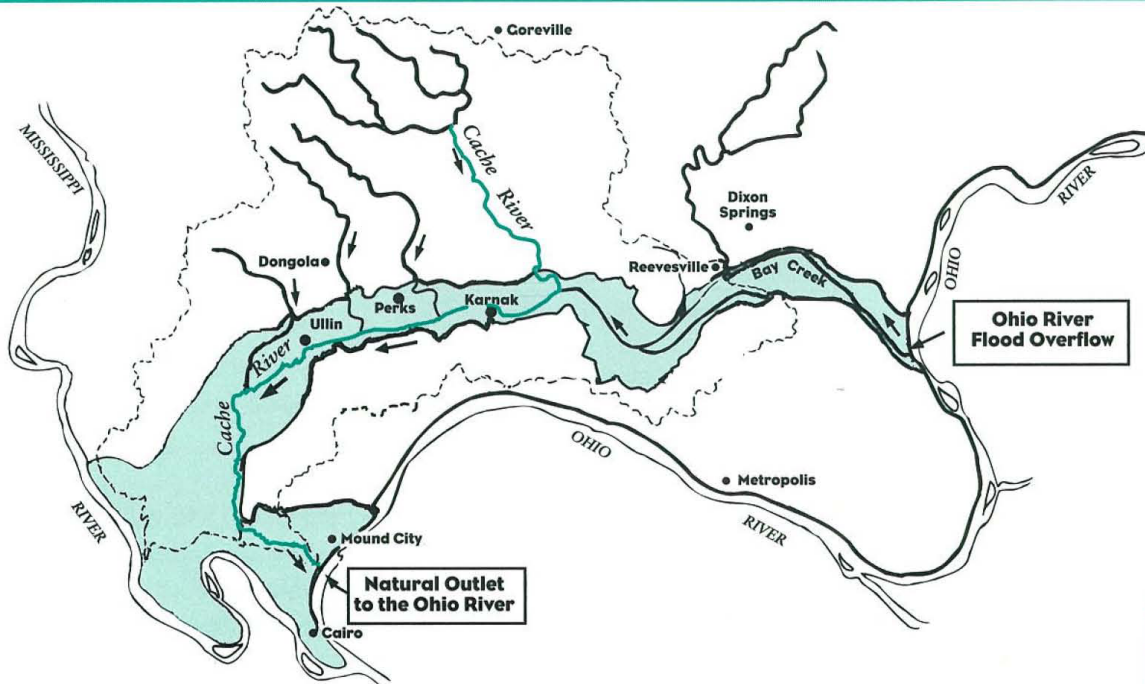 Goreville
MISSISSIPPI
RIVER
Cache
River
Dixon
Springs
RIVER
OHIO
Dongola
Reevesville
Bay Creek
Perks
Karnak
Ullin
River
Cache
Ohio River
Flood Overflow
OHIO
RIVER
Metropolis
Mound City
Natural Outlet
to the Ohio River
Cairo